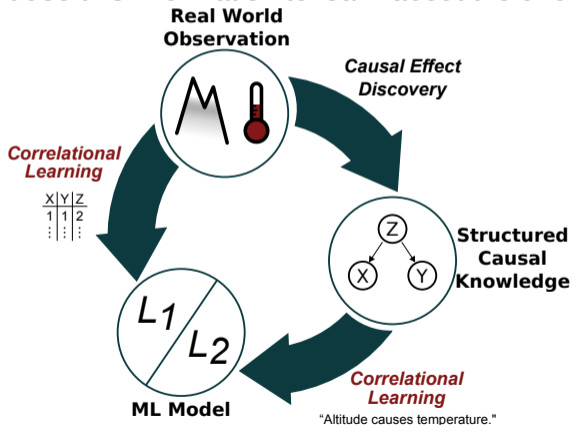 Real World
Observation
Causal Effect
Discovery
Correlational
Learning
X Y Z
1 1 2
⋮ ⋮ ⋮
Z
X Y
Structured
Causal
Knowledge
L1
L2
ML Model
Correlational
Learning
“Altitude causes temperature."